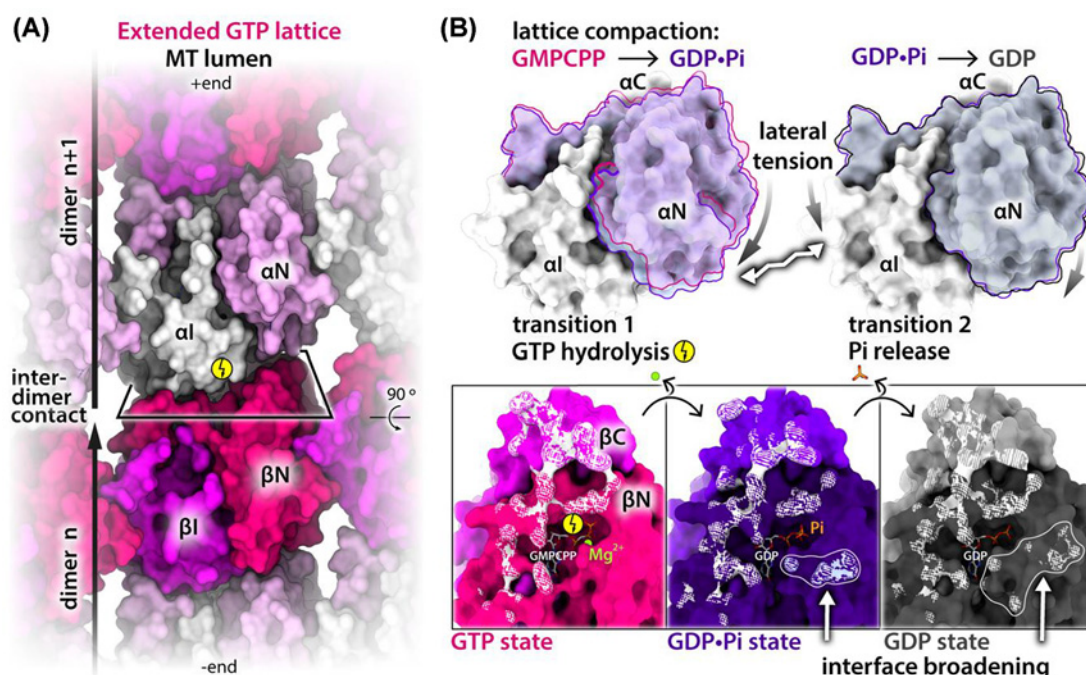 (A)
Extended GTP lattice
MT lumen
+end
dimer n+1
αN
αI
inter-
dimer
contact
90 º
βN
βI
dimer n
-end
(B)
lattice compaction:
GMPCPP → GDP•Pi
αC
αN
αI
lateral
tension
GDP•Pi → GDP
αC
αN
αI
transition 1
GTP hydrolysis
transition 2
Pi release
βC
βN
GMPCPP
Mg²⁺
GTP state
GDP
Pi
GDP•Pi state
GDP
GDP state
interface broadening